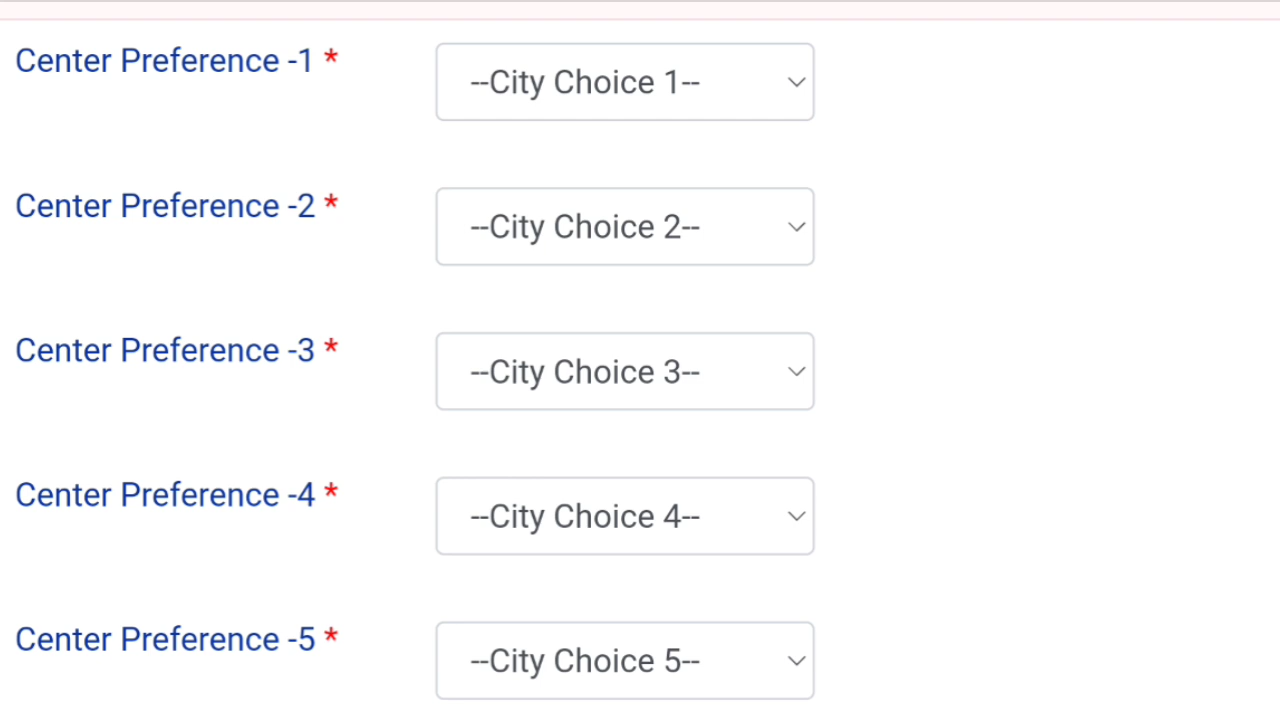 Center Preference -1 *
--City Choice 1--
Center Preference -2 *
--City Choice 2--
Center Preference -3 *
--City Choice 3--
Center Preference -4 *
--City Choice 4--
Center Preference -5 *
--City Choice 5--